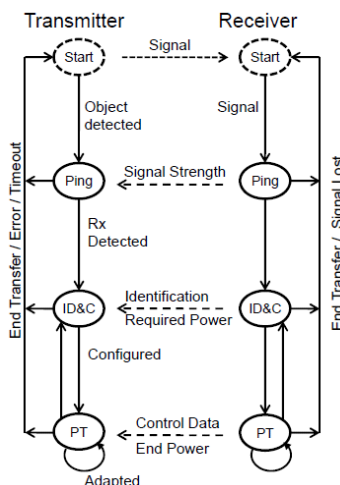 Transmitter Receiver
Start Signal Start
Object
detected
Signal
Ping Signal Strength Ping
Rx
Detected
ID&C Identification ID&C
Required Power
Configured
PT Control Data PT
End Power
Adapted
End Transfer / Error / Timeout
End Transfer / Signal Lost